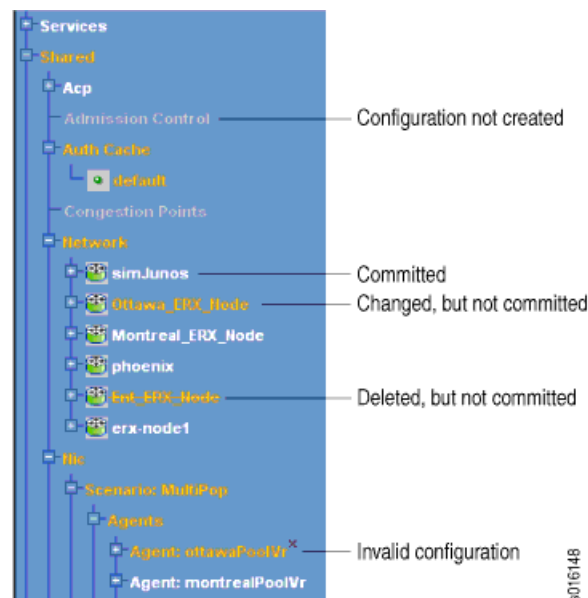 Services
Shared
Acp
Admission Control
Configuration not created
Auth Cache
default
Congestion Points
Network
simJunos
Committed
Ottawa_ERX_Node
Changed, but not committed
Montreal_ERX_Node
phoenix
Ent_ERX_Node
Deleted, but not committed
erx-node1
Nic
Scenario: MultiPop
Agents
Agent: ottawaPoolVr
Invalid configuration
Agent: montrealPoolVr